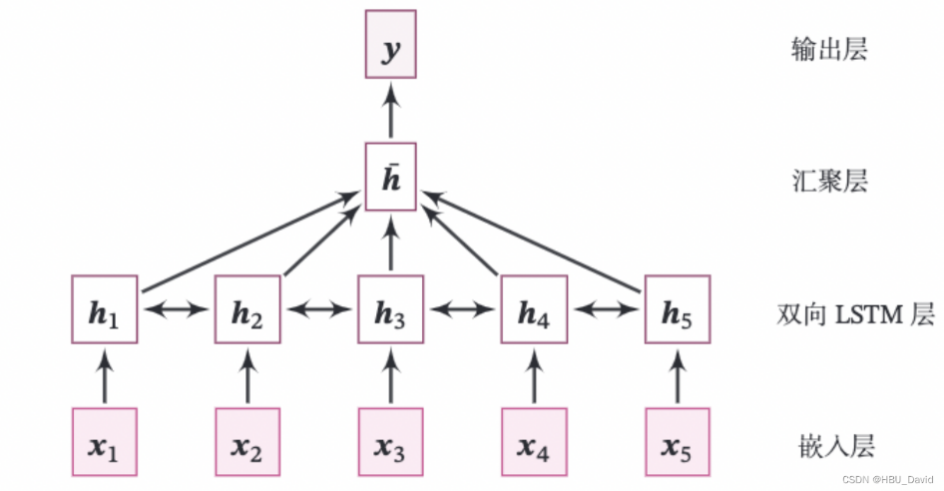 y 输出层
h̄ 汇聚层
h₁ h₂ h₃ h₄ h₅ 双向 LSTM 层
x₁ x₂ x₃ x₄ x₅ 嵌入层
CSDN @HBU_David